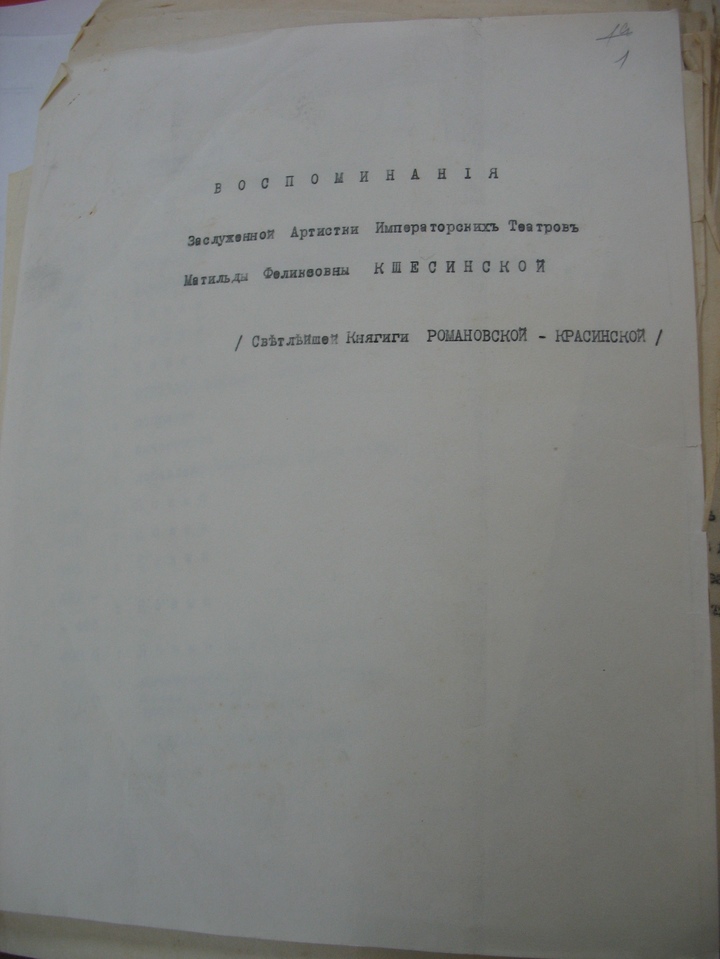 1
В О С П О М И Н А Н І Я
Заслуженной Артистки Императорскихъ Театровъ
Матильды Феликсовны К Ш Е С И Н С К О Й
/ Свѣтлѣйшей Княгиги РОМАНОВСКОЙ - КРАСИНСКОЙ /